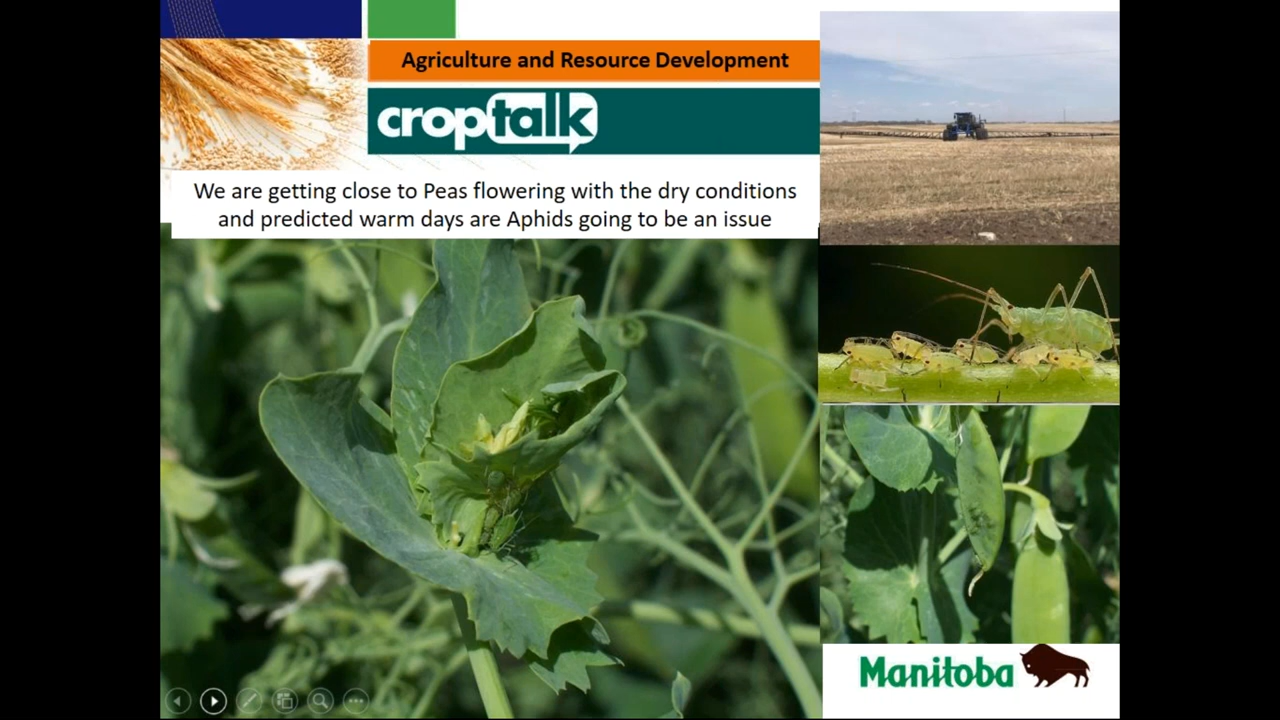 Agriculture and Resource Development
croptalk
We are getting close to Peas flowering with the dry conditions
and predicted warm days are Aphids going to be an issue
Manitoba